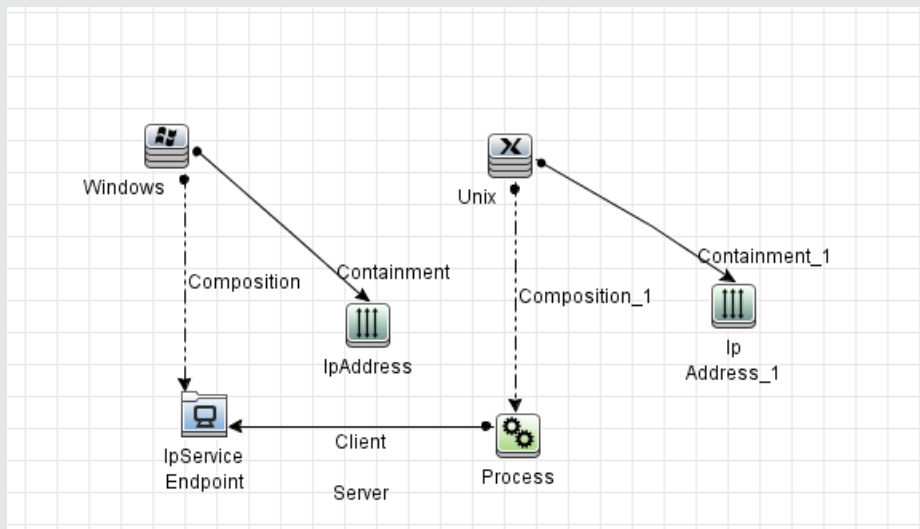 Windows
Unix
Composition
Containment
Composition_1
Containment_1
IpAddress
Ip
Address_1
IpService
Endpoint
Client
Server
Process